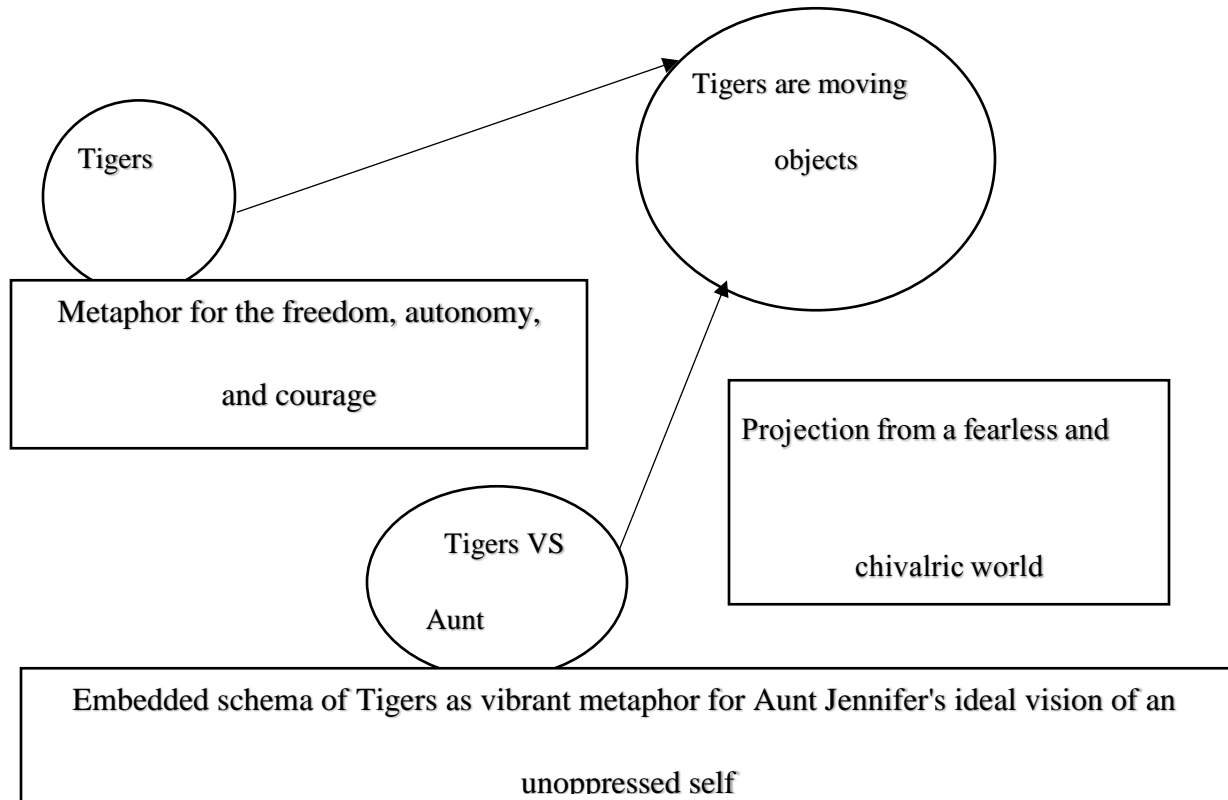 Tigers are moving
objects
Tigers
Metaphor for the freedom, autonomy,
and courage
Projection from a fearless and
chivalric world
Tigers VS
Aunt
Embedded schema of Tigers as vibrant metaphor for Aunt Jennifer's ideal vision of an
unoppressed self